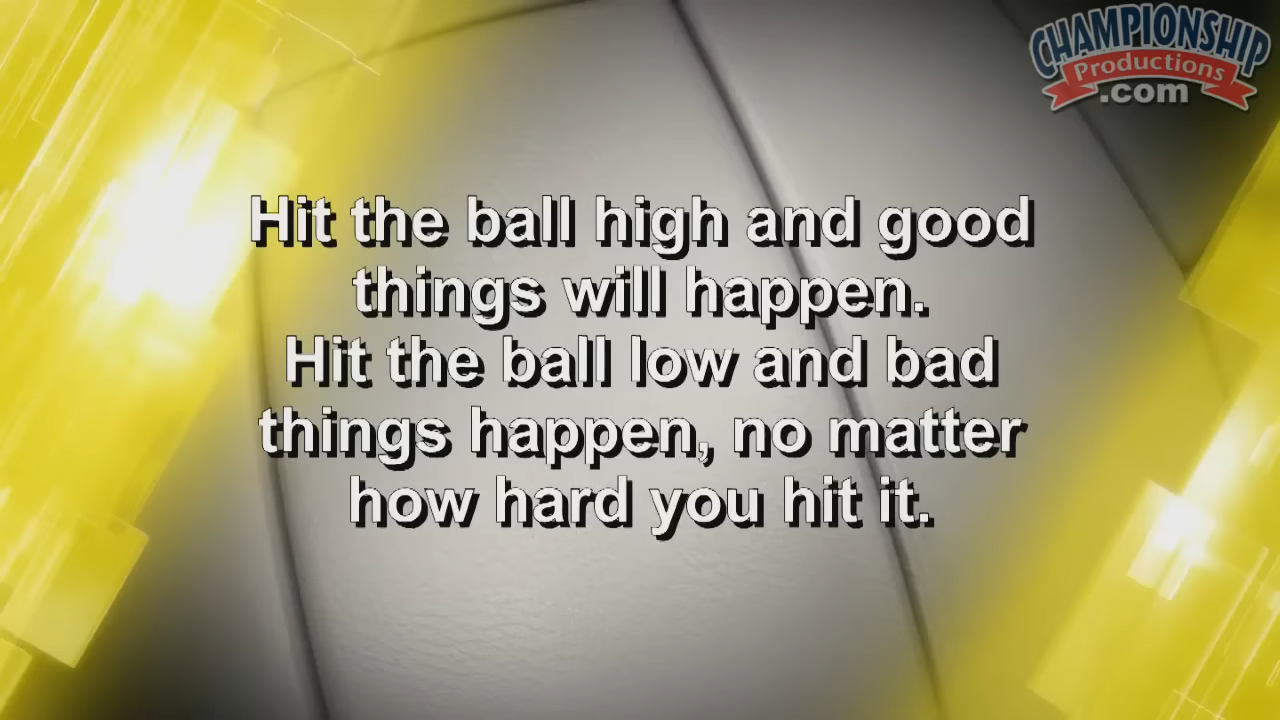 CHAMPIONSHIP
Productions
.com
Hit the ball high and good
things will happen.
Hit the ball low and bad
things happen, no matter
how hard you hit it.